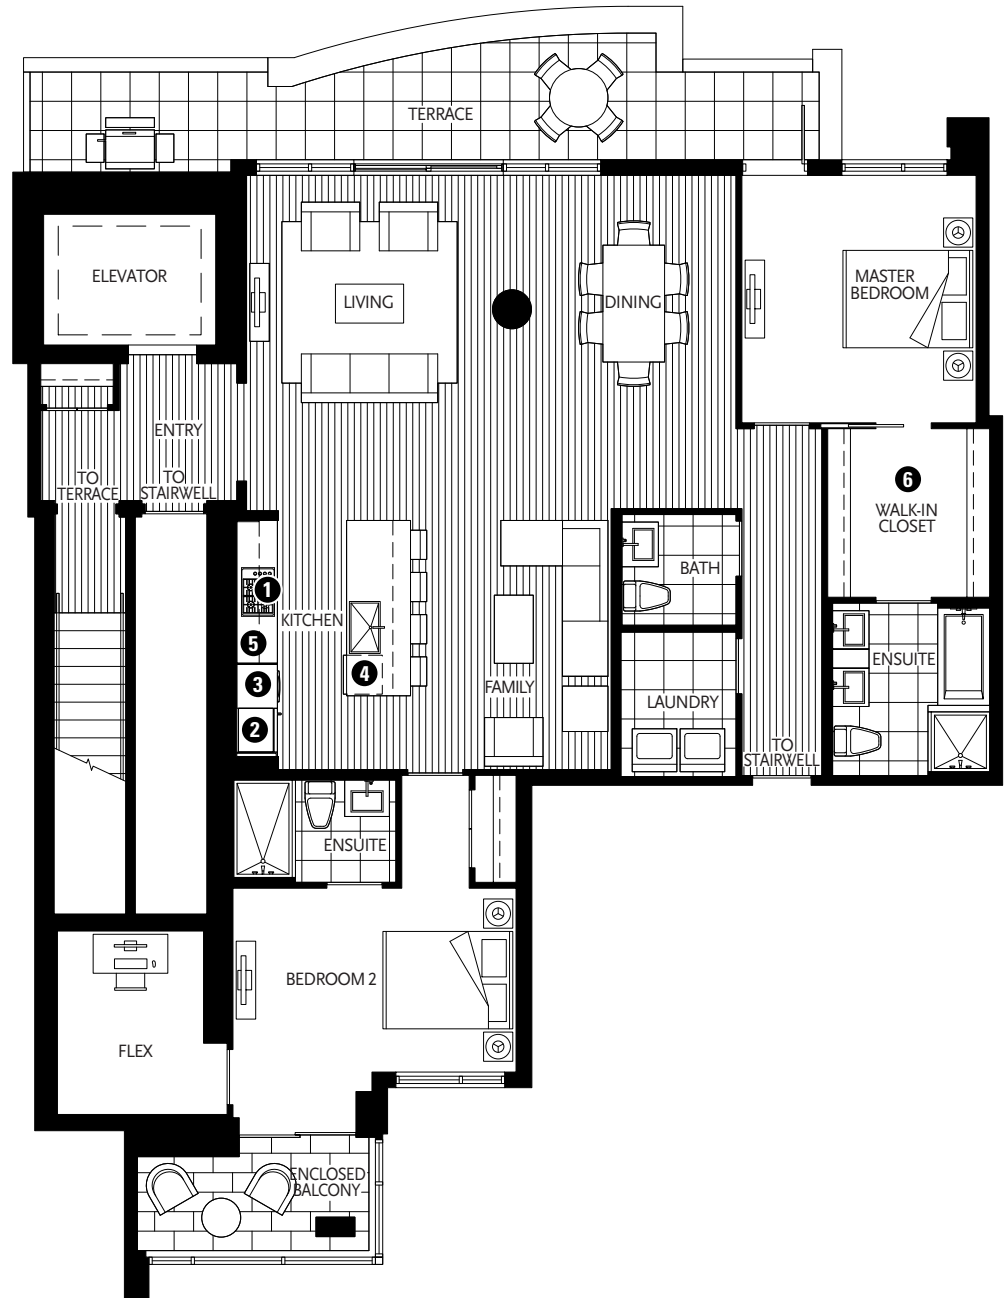 TERRACE
ELEVATOR
LIVING
DINING
MASTER
BEDROOM
ENTRY
TO
TERRACE
TO
STAIRWELL
6
WALK-IN
CLOSET
1
KITCHEN
5
4
3
2
FAMILY
BATH
LAUNDRY
ENSUITE
TO
STAIRWELL
ENSUITE
BEDROOM 2
FLEX
ENCLOSED
BALCONY